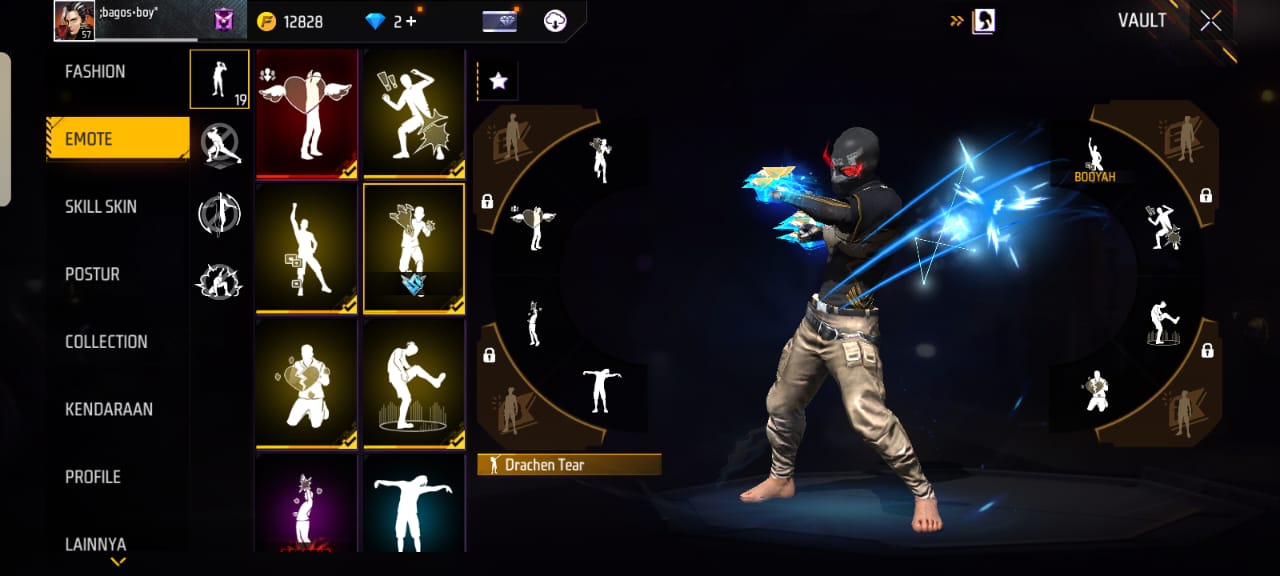 ;bagos•boy"
57
12828
2+
VAULT
FASHION
19
EMOTE
SKILL SKIN
POSTUR
COLLECTION
KENDARAAN
PROFILE
LAINNYA
BOOYAH
Drachen Tear